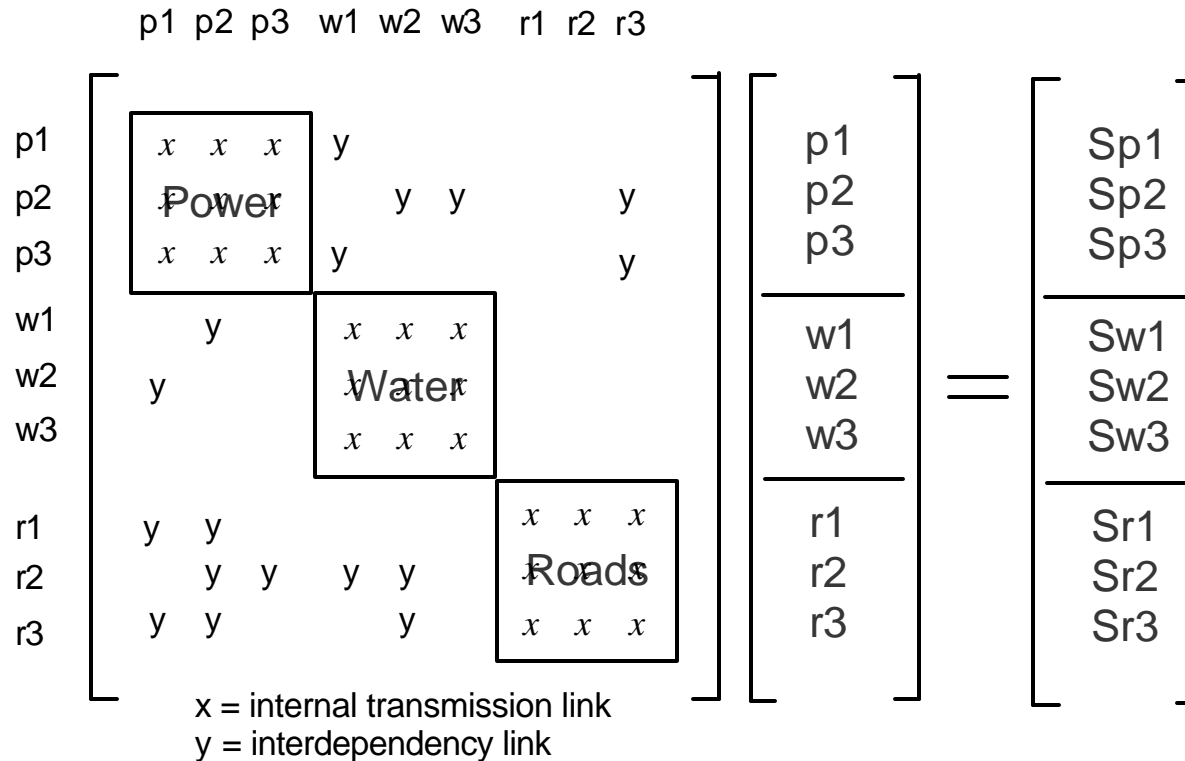 p1 p2 p3 w1 w2 w3 r1 r2 r3
p1 x x x y p1 Sp1
p2 x x x Power y y y p2 Sp2
p3 x x x y y p3 Sp3
w1 y x x x w1 Sw1
w2 y x x x Water w2 = Sw2
w3 x x x w3 Sw3
r1 y y x x x r1 Sr1
r2 y y y y x x x Roads r2 Sr2
r3 y y y x x x r3 Sr3
x = internal transmission link
y = interdependency link